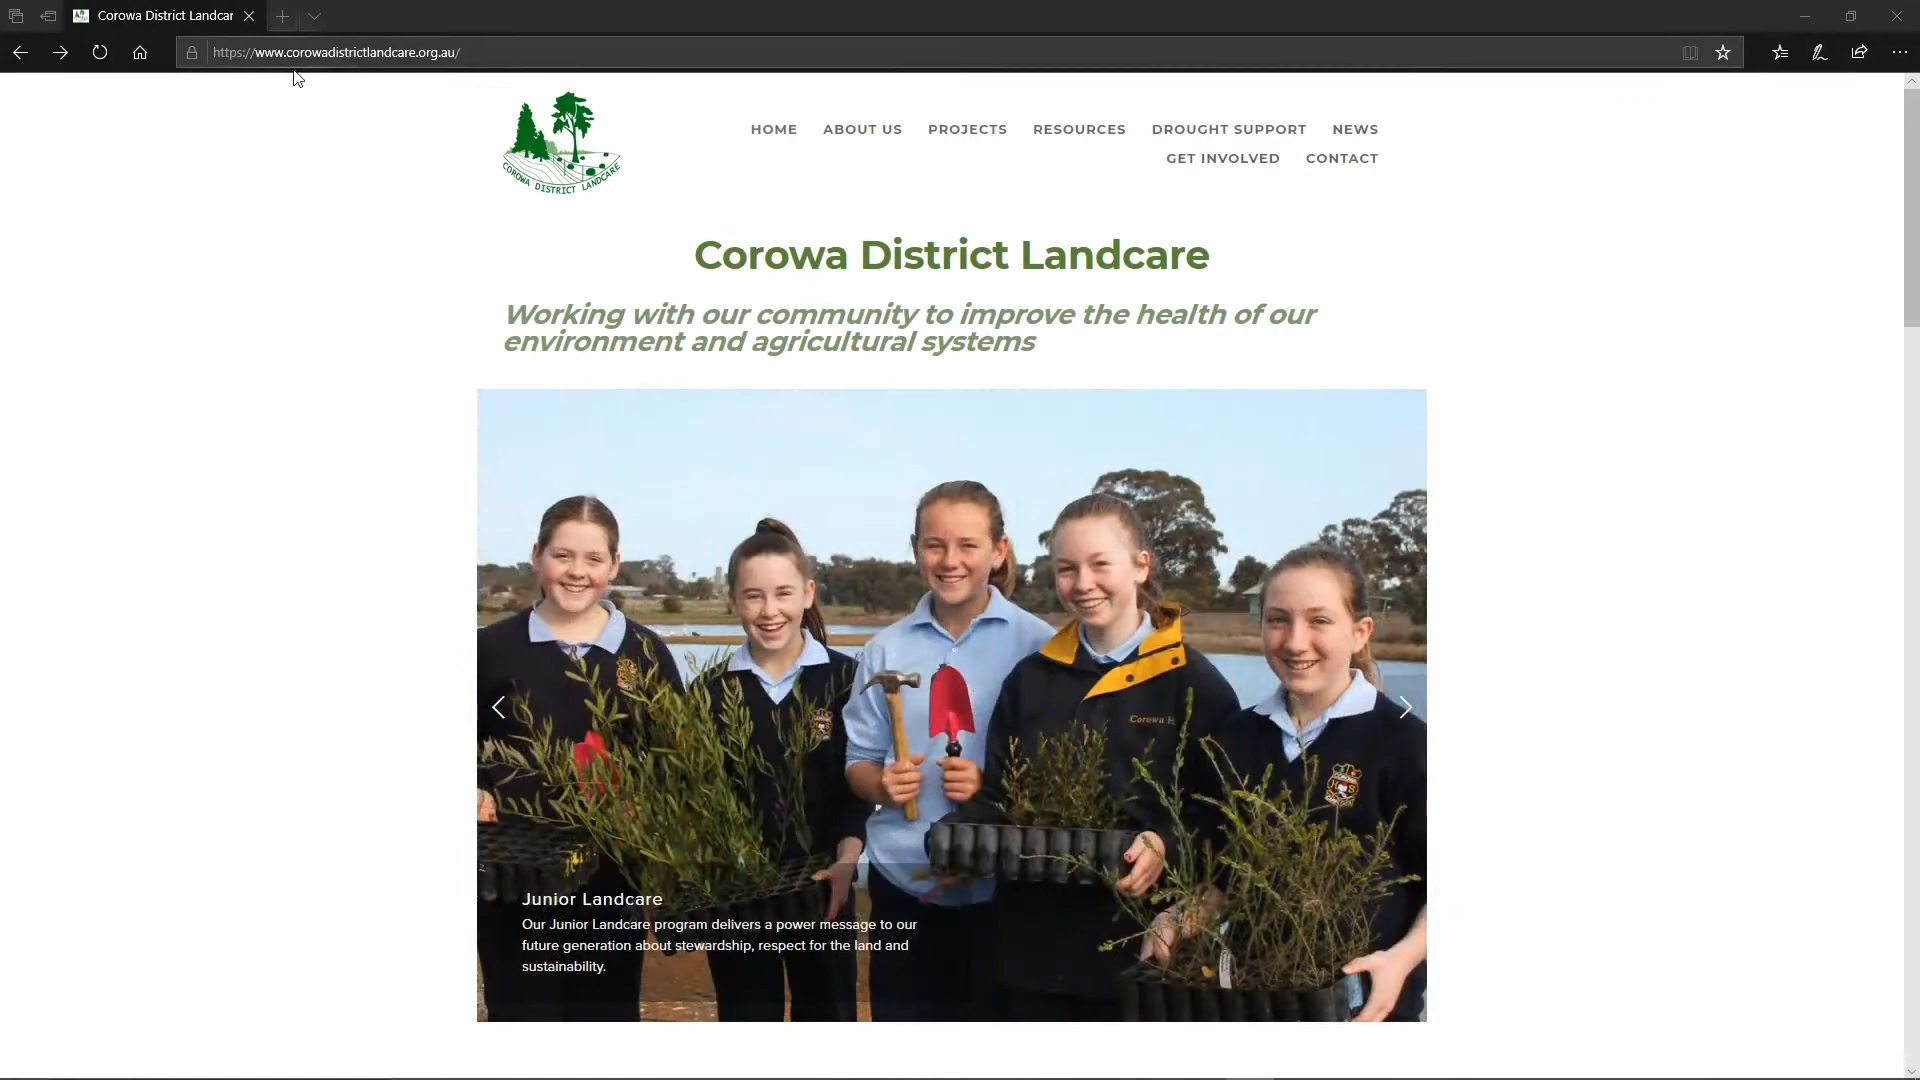 Corowa District Landcar
https://www.corowadistrictlandcare.org.au/
COROWA DISTRICT LANDCARE
HOME ABOUT US PROJECTS RESOURCES DROUGHT SUPPORT NEWS
GET INVOLVED CONTACT
Corowa District Landcare
Working with our community to improve the health of our
environment and agricultural systems
Corowa H
Junior Landcare
Our Junior Landcare program delivers a power message to our
future generation about stewardship, respect for the land and
sustainability.